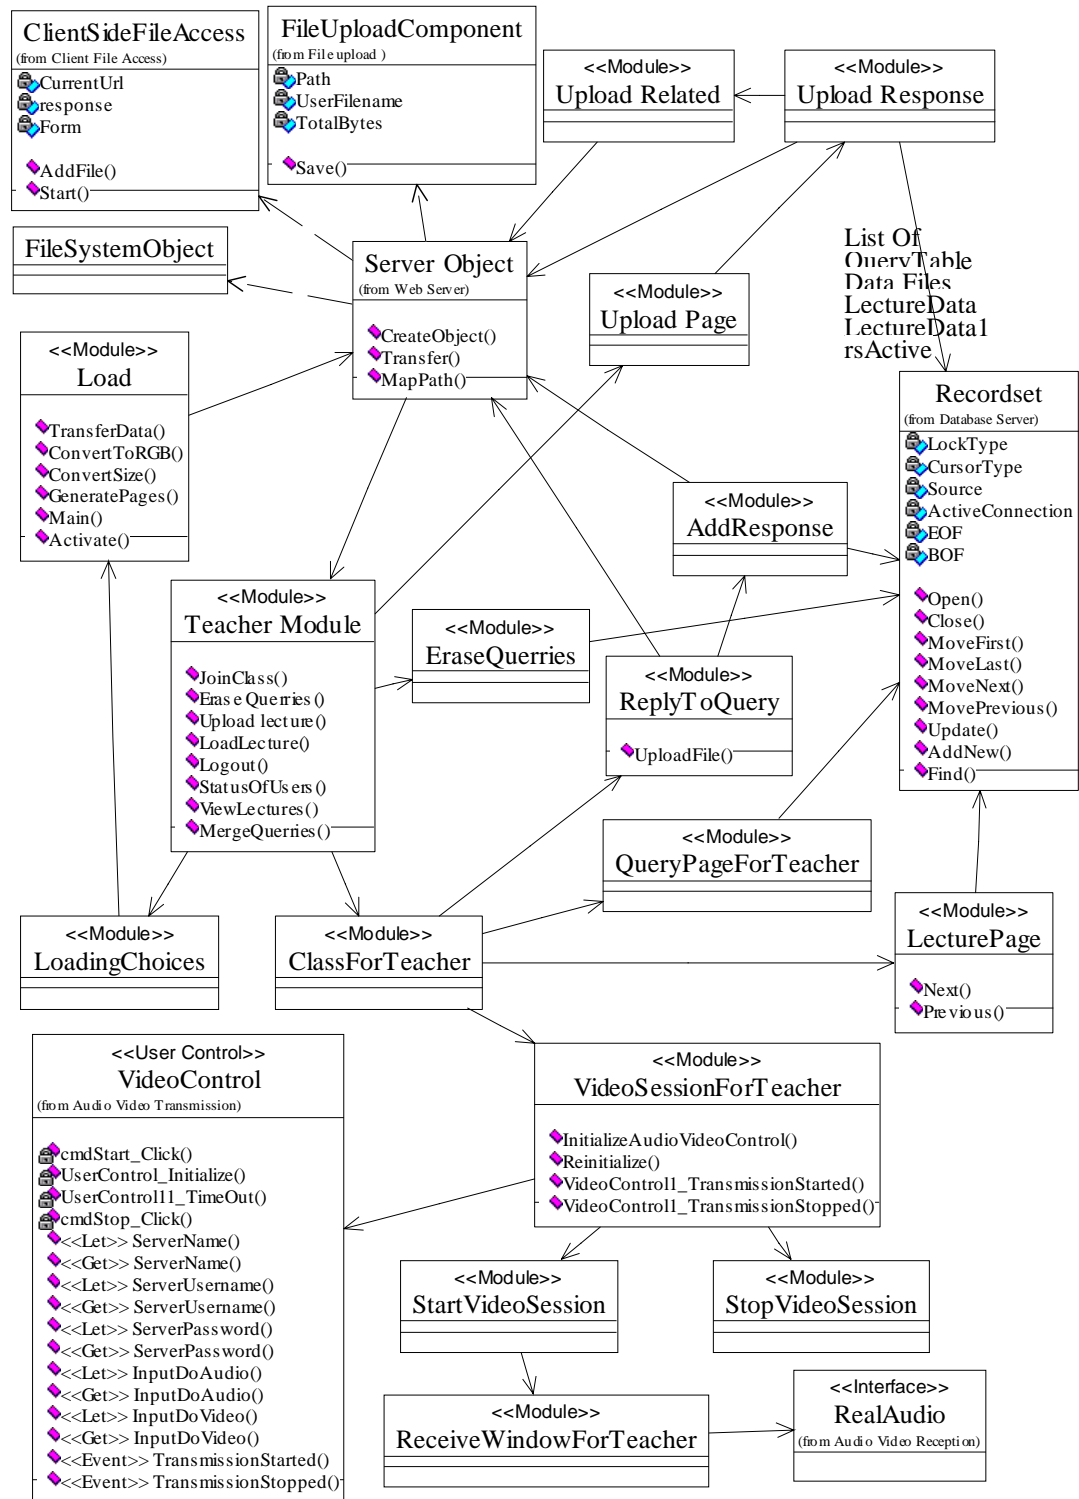 ClientSideFileAccess
(from Client File Access)
CurrentUrl
response
Form
AddFile()
Start()
FileUploadComponent
(from File upload )
Path
UserFilename
TotalBytes
Save()
<<Module>>
Upload Related
<<Module>>
Upload Response
FileSystemObject
Server Object
(from Web Server)
CreateObject()
Transfer()
MapPath()
<<Module>>
Upload Page
List Of
QueryTable
Data Files
LectureData
LectureData1
rsActive
<<Module>>
Load
TransferData()
ConvertToRGB()
ConvertSize()
GeneratePages()
Main()
Activate()
Recordset
(from Database Server)
LockType
CursorType
Source
ActiveConnection
EOF
BOF
Open()
Close()
MoveFirst()
MoveLast()
MoveNext()
MovePrevious()
Update()
AddNew()
Find()
<<Module>>
AddResponse
<<Module>>
Teacher Module
JoinClass()
EraseQuerries()
Upload lecture()
LoadLecture()
Logout()
StatusOfUsers()
ViewLectures()
MergeQuerries()
<<Module>>
EraseQuerries
<<Module>>
ReplyToQuery
UploadFile()
<<Module>>
QueryPageForTeacher
<<Module>>
LoadingChoices
<<Module>>
ClassForTeacher
<<Module>>
LecturePage
Next()
Previous()
<<User Control>>
VideoControl
(from Audio Video Transmission)
cmdStart_Click()
UserControl_Initialize()
UserControl11_TimeOut()
cmdStop_Click()
<<Let>> ServerName()
<<Get>> ServerName()
<<Let>> ServerUsername()
<<Get>> ServerUsername()
<<Let>> ServerPassword()
<<Get>> ServerPassword()
<<Let>> InputDoAudio()
<<Get>> InputDoAudio()
<<Let>> InputDoVideo()
<<Get>> InputDoVideo()
<<Event>> TransmissionStarted()
<<Event>> TransmissionStopped()
<<Module>>
VideoSessionForTeacher
InitializeAudioVideoControl()
Reinitialize()
VideoControl1_TransmissionStarted()
VideoControl1_TransmissionStopped()
<<Module>>
StartVideoSession
<<Module>>
StopVideoSession
<<Module>>
ReceiveWindowForTeacher
<<Interface>>
RealAudio
(from Audio Video Reception)